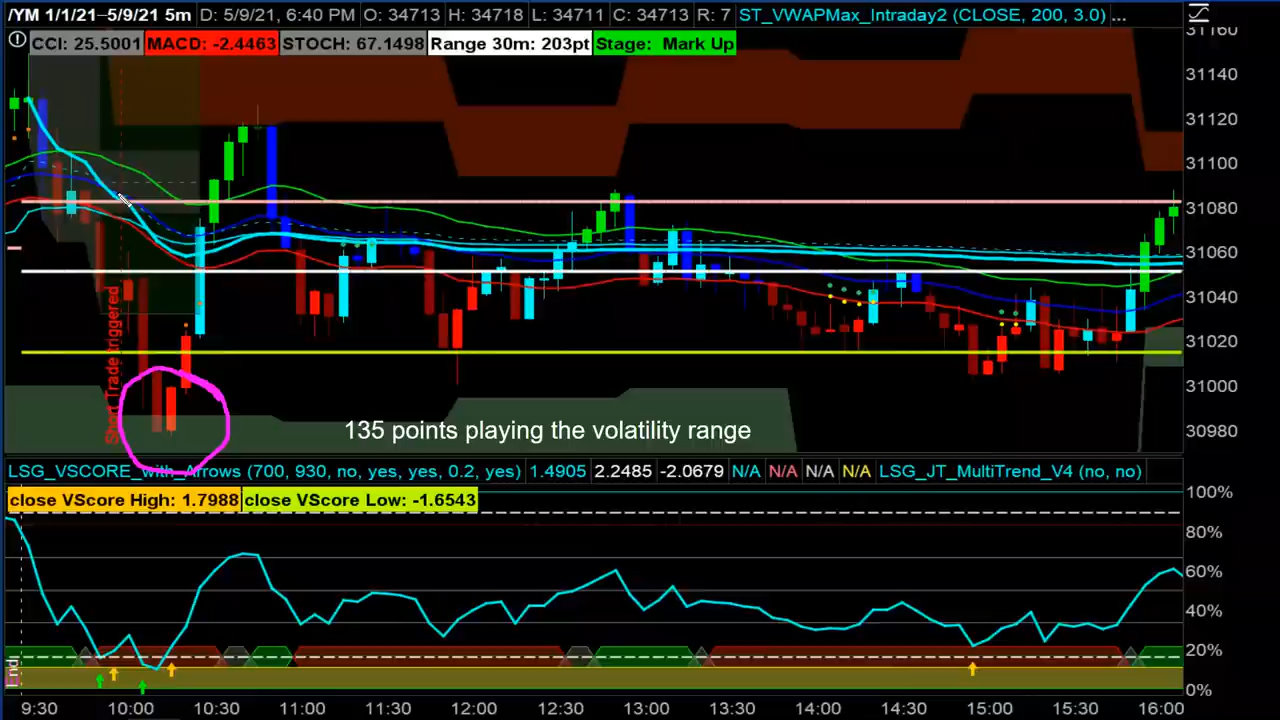 /YM 1/1/21–5/9/21 5m D: 5/9/21, 6:40 PM O: 34713 H: 34718 L: 34711 C: 34713 R: 7 ST_VWAPMax_Intraday2 (CLOSE, 200, 3.0) ...
CCI: 25.5001 MACD: -2.4463 STOCH: 67.1498 Range 30m: 203pt Stage: Mark Up
31160
31140
31120
31100
31080
31060
31040
31020
31000
30980
Short Trade triggered
135 points playing the volatility range
LSG_VSCORE_with_Arrows (700, 930, no, yes, yes, 0.2, yes) 1.4905 2.2485 -2.0679 N/A N/A N/A N/A LSG_JT_MultiTrend_V4 (no, no)
close VScore High: 1.7988 close VScore Low: -1.6543
100%
80%
60%
40%
20%
0%
9:30 10:00 10:30 11:00 11:30 12:00 12:30 13:00 13:30 14:00 14:30 15:00 15:30 16:00